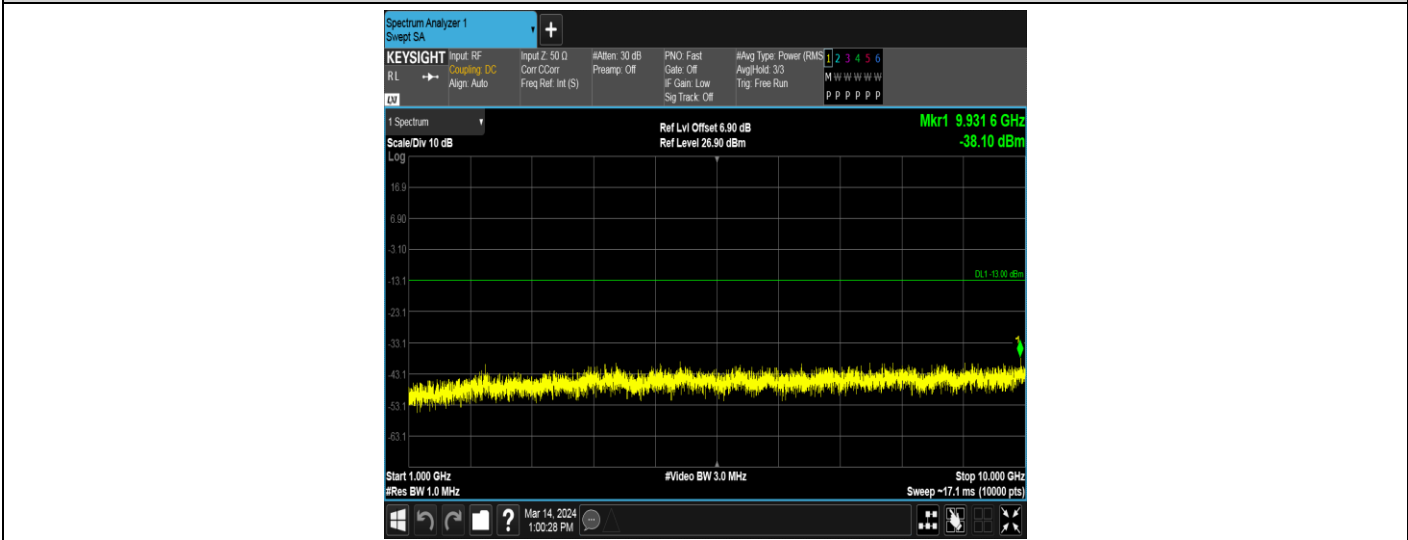 Spectrum Analyzer 1
Swept SA
+
KEYSIGHT
RL
LXI
Input: RF
Coupling: DC
Align: Auto
Input Z: 50 Ω
Corr CCorr
Freq Ref: Int (S)
#Atten: 30 dB
Preamp: Off
PNO: Fast
Gate: Off
IF Gain: Low
Sig Track: Off
#Avg Type: Power (RMS
Avg|Hold: 3/3
Trig: Free Run
1 2 3 4 5 6
M W W W W W
P P P P P P
1 Spectrum
Scale/Div 10 dB
Log
Ref Lvl Offset 6.90 dB
Ref Level 26.90 dBm
Mkr1 9.931 6 GHz
-38.10 dBm
16.9
6.90
-3.10
-13.1
DL1 -13.00 dBm
-23.1
-33.1
1
-43.1
-53.1
-63.1
Start 1.000 GHz
#Video BW 3.0 MHz
Stop 10.000 GHz
#Res BW 1.0 MHz
Sweep ~17.1 ms (10000 pts)
?
Mar 14, 2024
1:00:28 PM